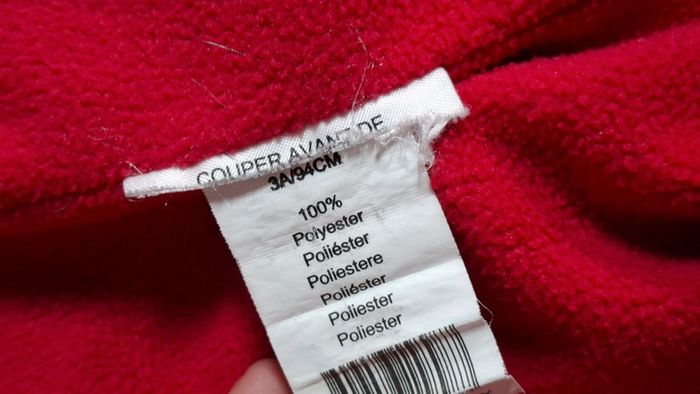 COUPER AVANT DE
3A/94CM
100%
Polyester
Poliéster
Poliestere
Poliéster
Poliester
Poliester